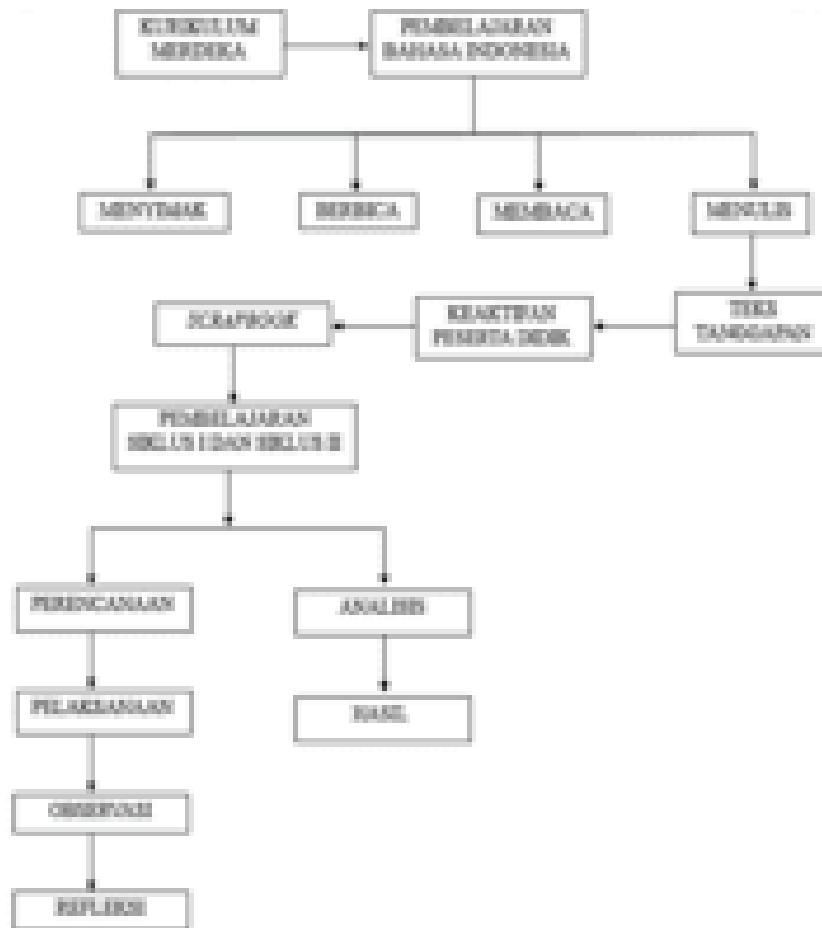 KURIKULUM
MERDEKA
PEMBELAJARAN
BAHASA INDONESIA
MENYIMAK
BERBICA
MEMBACA
MENULIS
SCRAPBOOK
KEAKTIFAN
PESERTA DIDIK
TEKS
TANGGAPAN
PEMBELAJARAN
SIKLUS I DAN SIKLUS II
PERENCANAAN
ANALISIS
PELAKSANAAN
HASIL
OBSERVASI
REFLEKSI